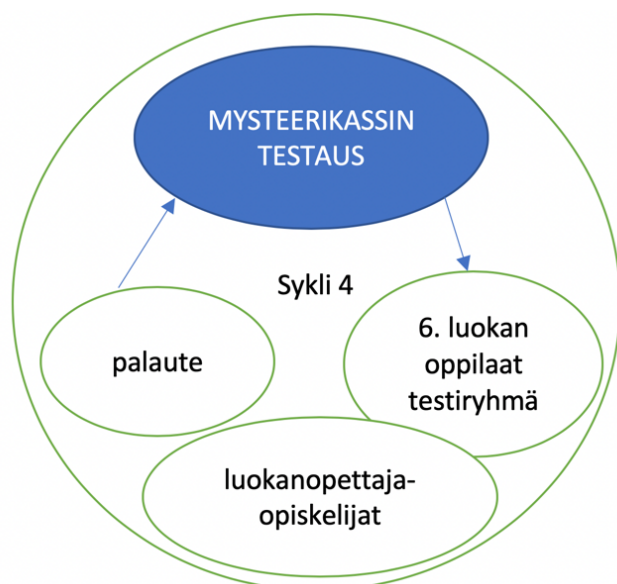 MYSTEERIKASSIN
TESTAUS
Sykli 4
palaute
6. luokan
oppilaat
testiryhmä
luokanopettaja-
opiskelijat